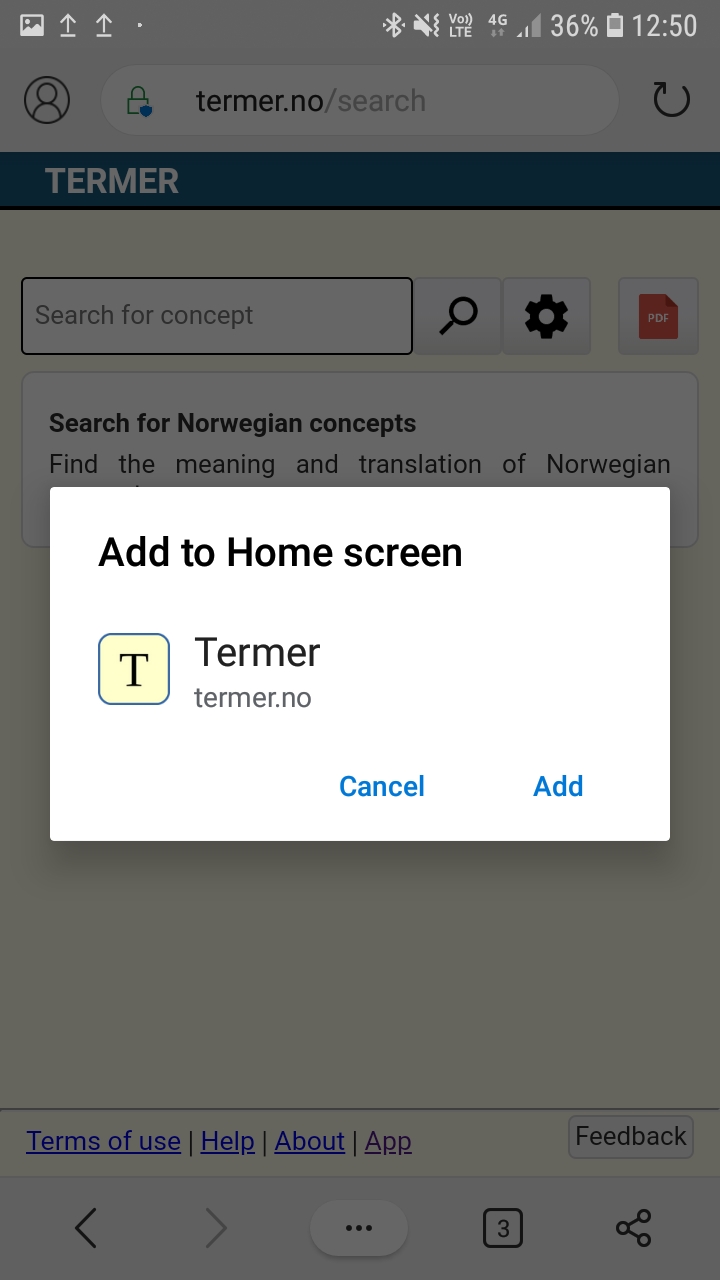 Vo)) LTE 4G 36% 12:50
termer.no/search
TERMER
Search for concept
PDF
Search for Norwegian concepts
Find the meaning and translation of Norwegian
Add to Home screen
T
Termer
termer.no
Cancel Add
Terms of use | Help | About | App Feedback
3